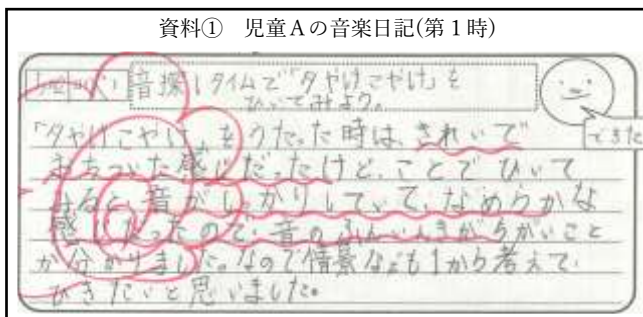 資料① 児童Aの音楽日記(第1時)
音探しタイムで「夕やけこやけ」を
ひいてみよう。
できた
「夕やけこやけ」をうたった時は、きれいで
おちついた感じだったけど、ことでひいて
みると、音がしっかりしていて、なめらかな
感じだったので、音のふんいきがちがいこと
が分かりました。なので情景なども1から考えて
ひきたいと思いました。